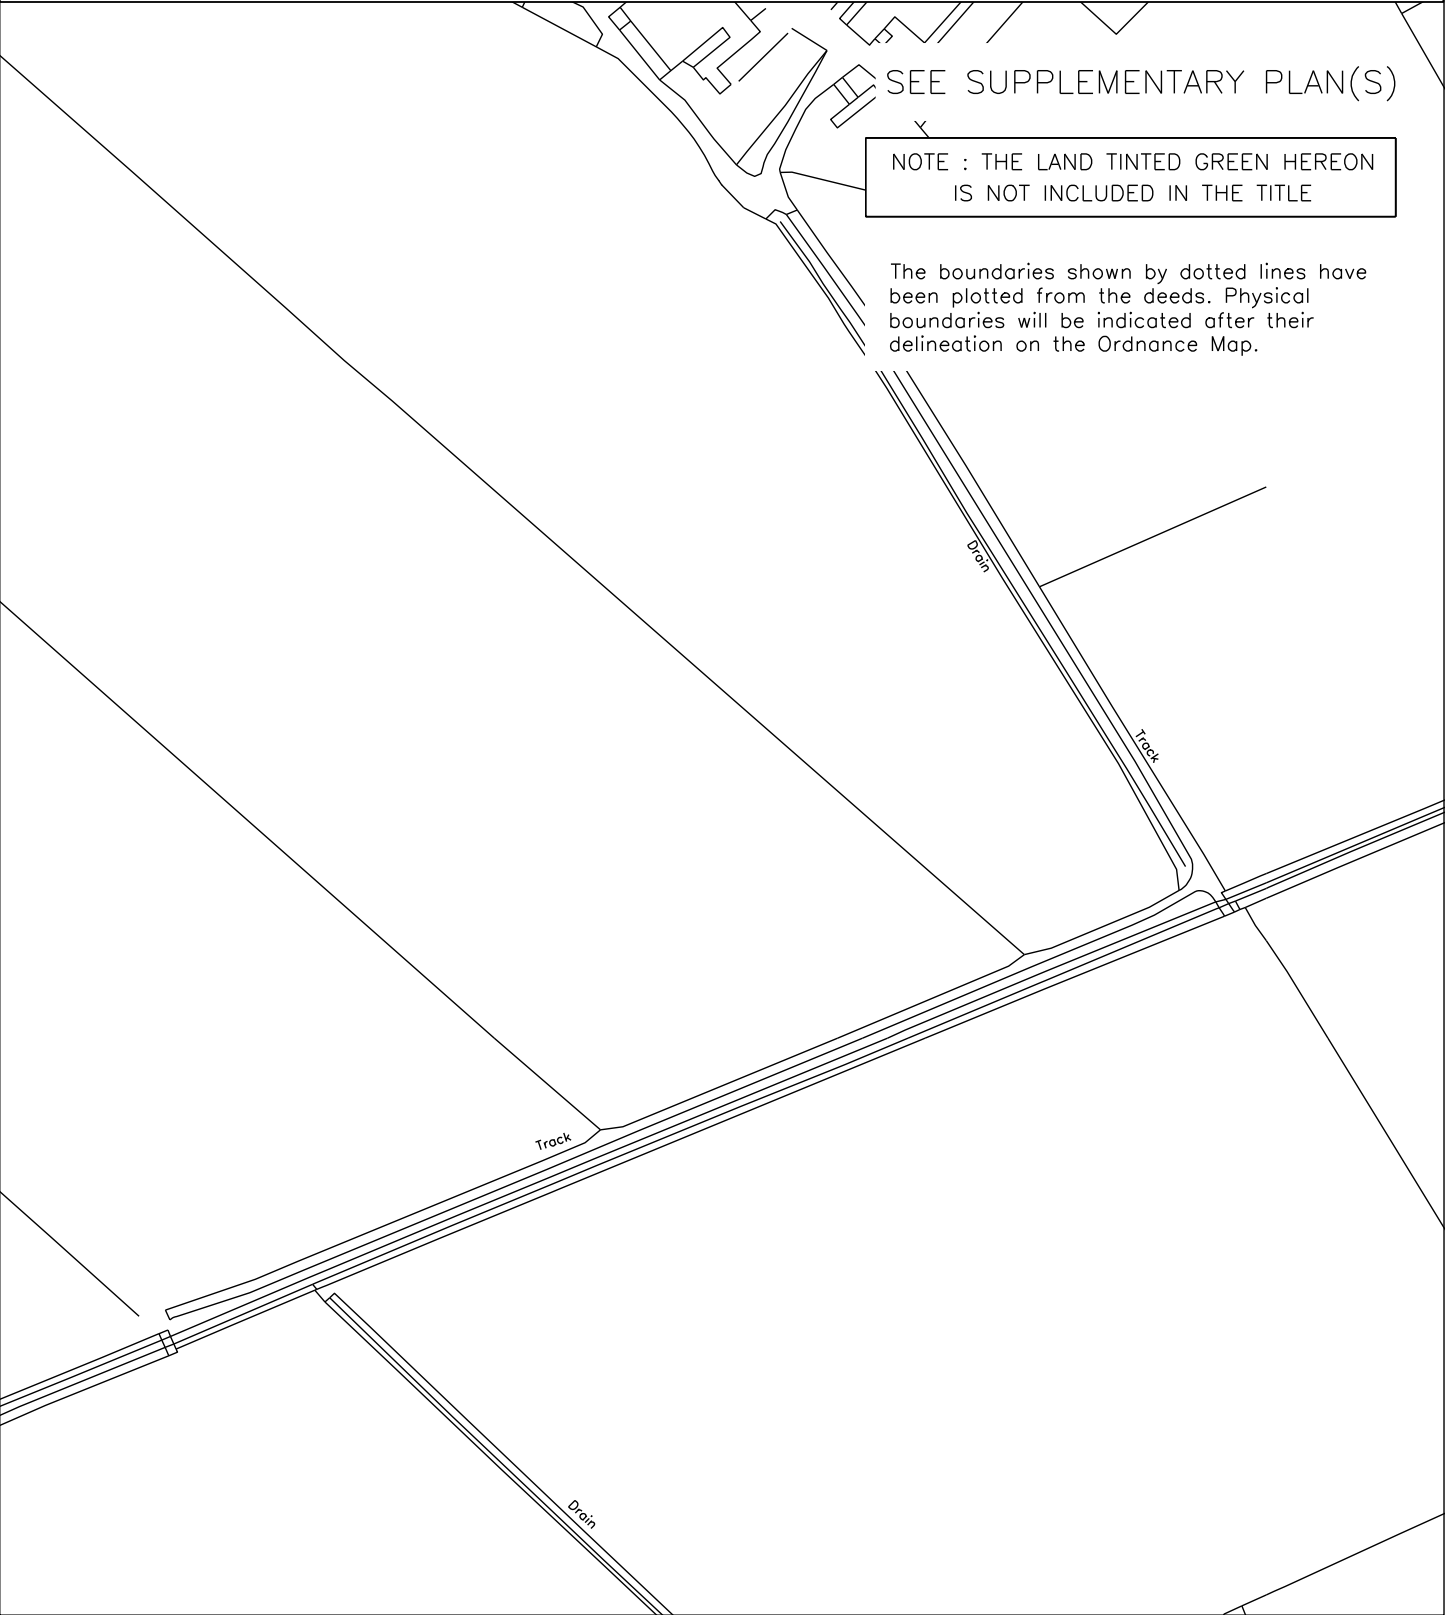 SEE SUPPLEMENTARY PLAN(S)
NOTE : THE LAND TINTED GREEN HEREON
IS NOT INCLUDED IN THE TITLE
The boundaries shown by dotted lines have
been plotted from the deeds. Physical
boundaries will be indicated after their
delineation on the Ordnance Map.
Drain
Track
Track
Drain